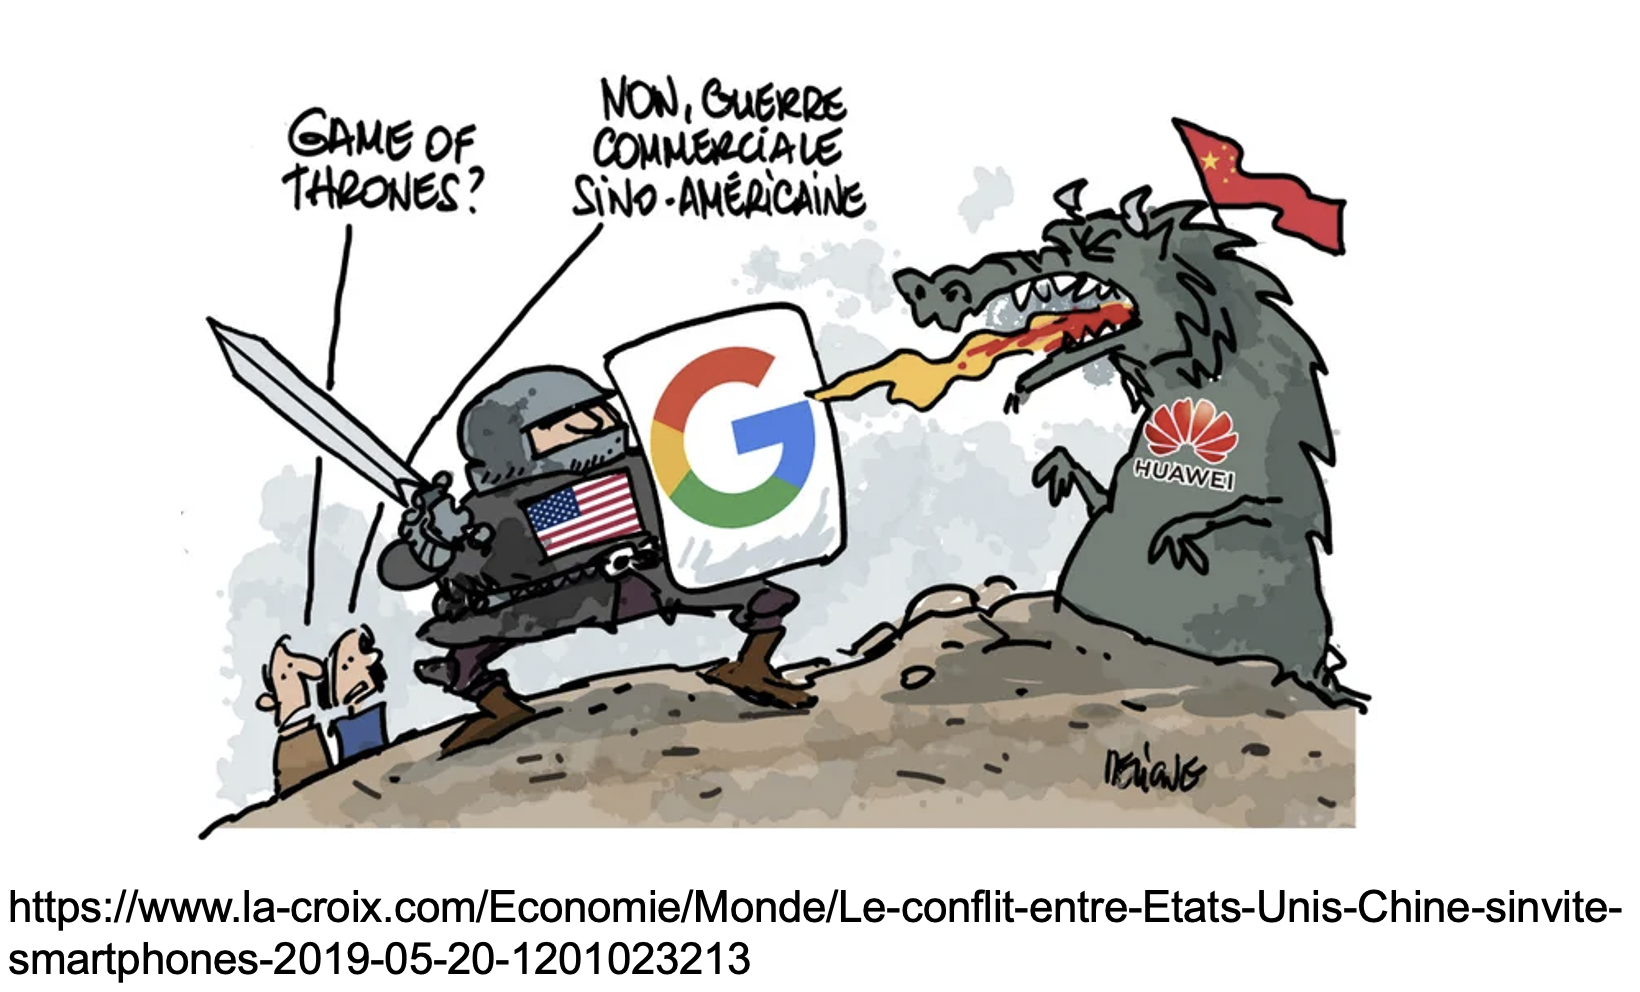 GAME OF
THRONES?
NON, GUERRE
COMMERCIALE
SINO-AMÉRICAINE
HUAWEI
DELIGNE
https://www.la-croix.com/Economie/Monde/Le-conflit-entre-Etats-Unis-Chine-sinvite-
smartphones-2019-05-20-1201023213